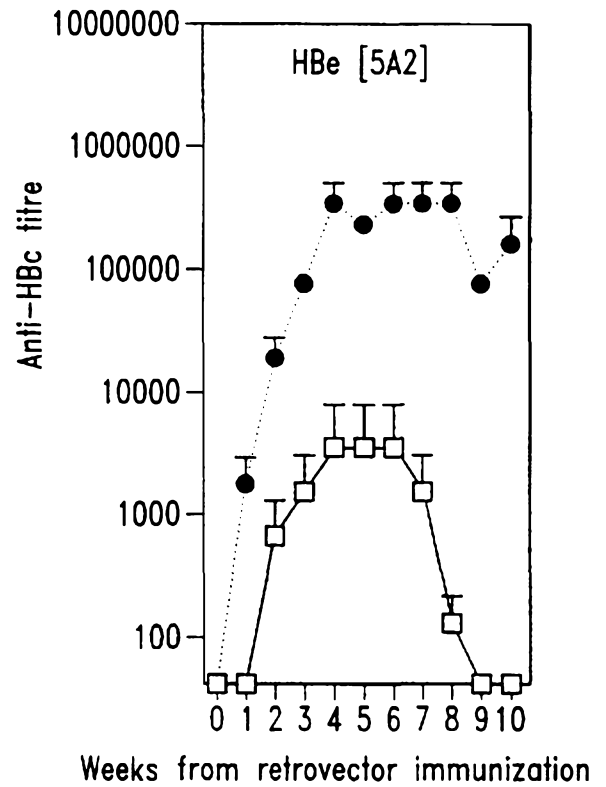 10000000
HBe [5A2]
1000000
100000
10000
1000
100
Anti-HBc titre
0 1 2 3 4 5 6 7 8 9 10
Weeks from retrovector immunization